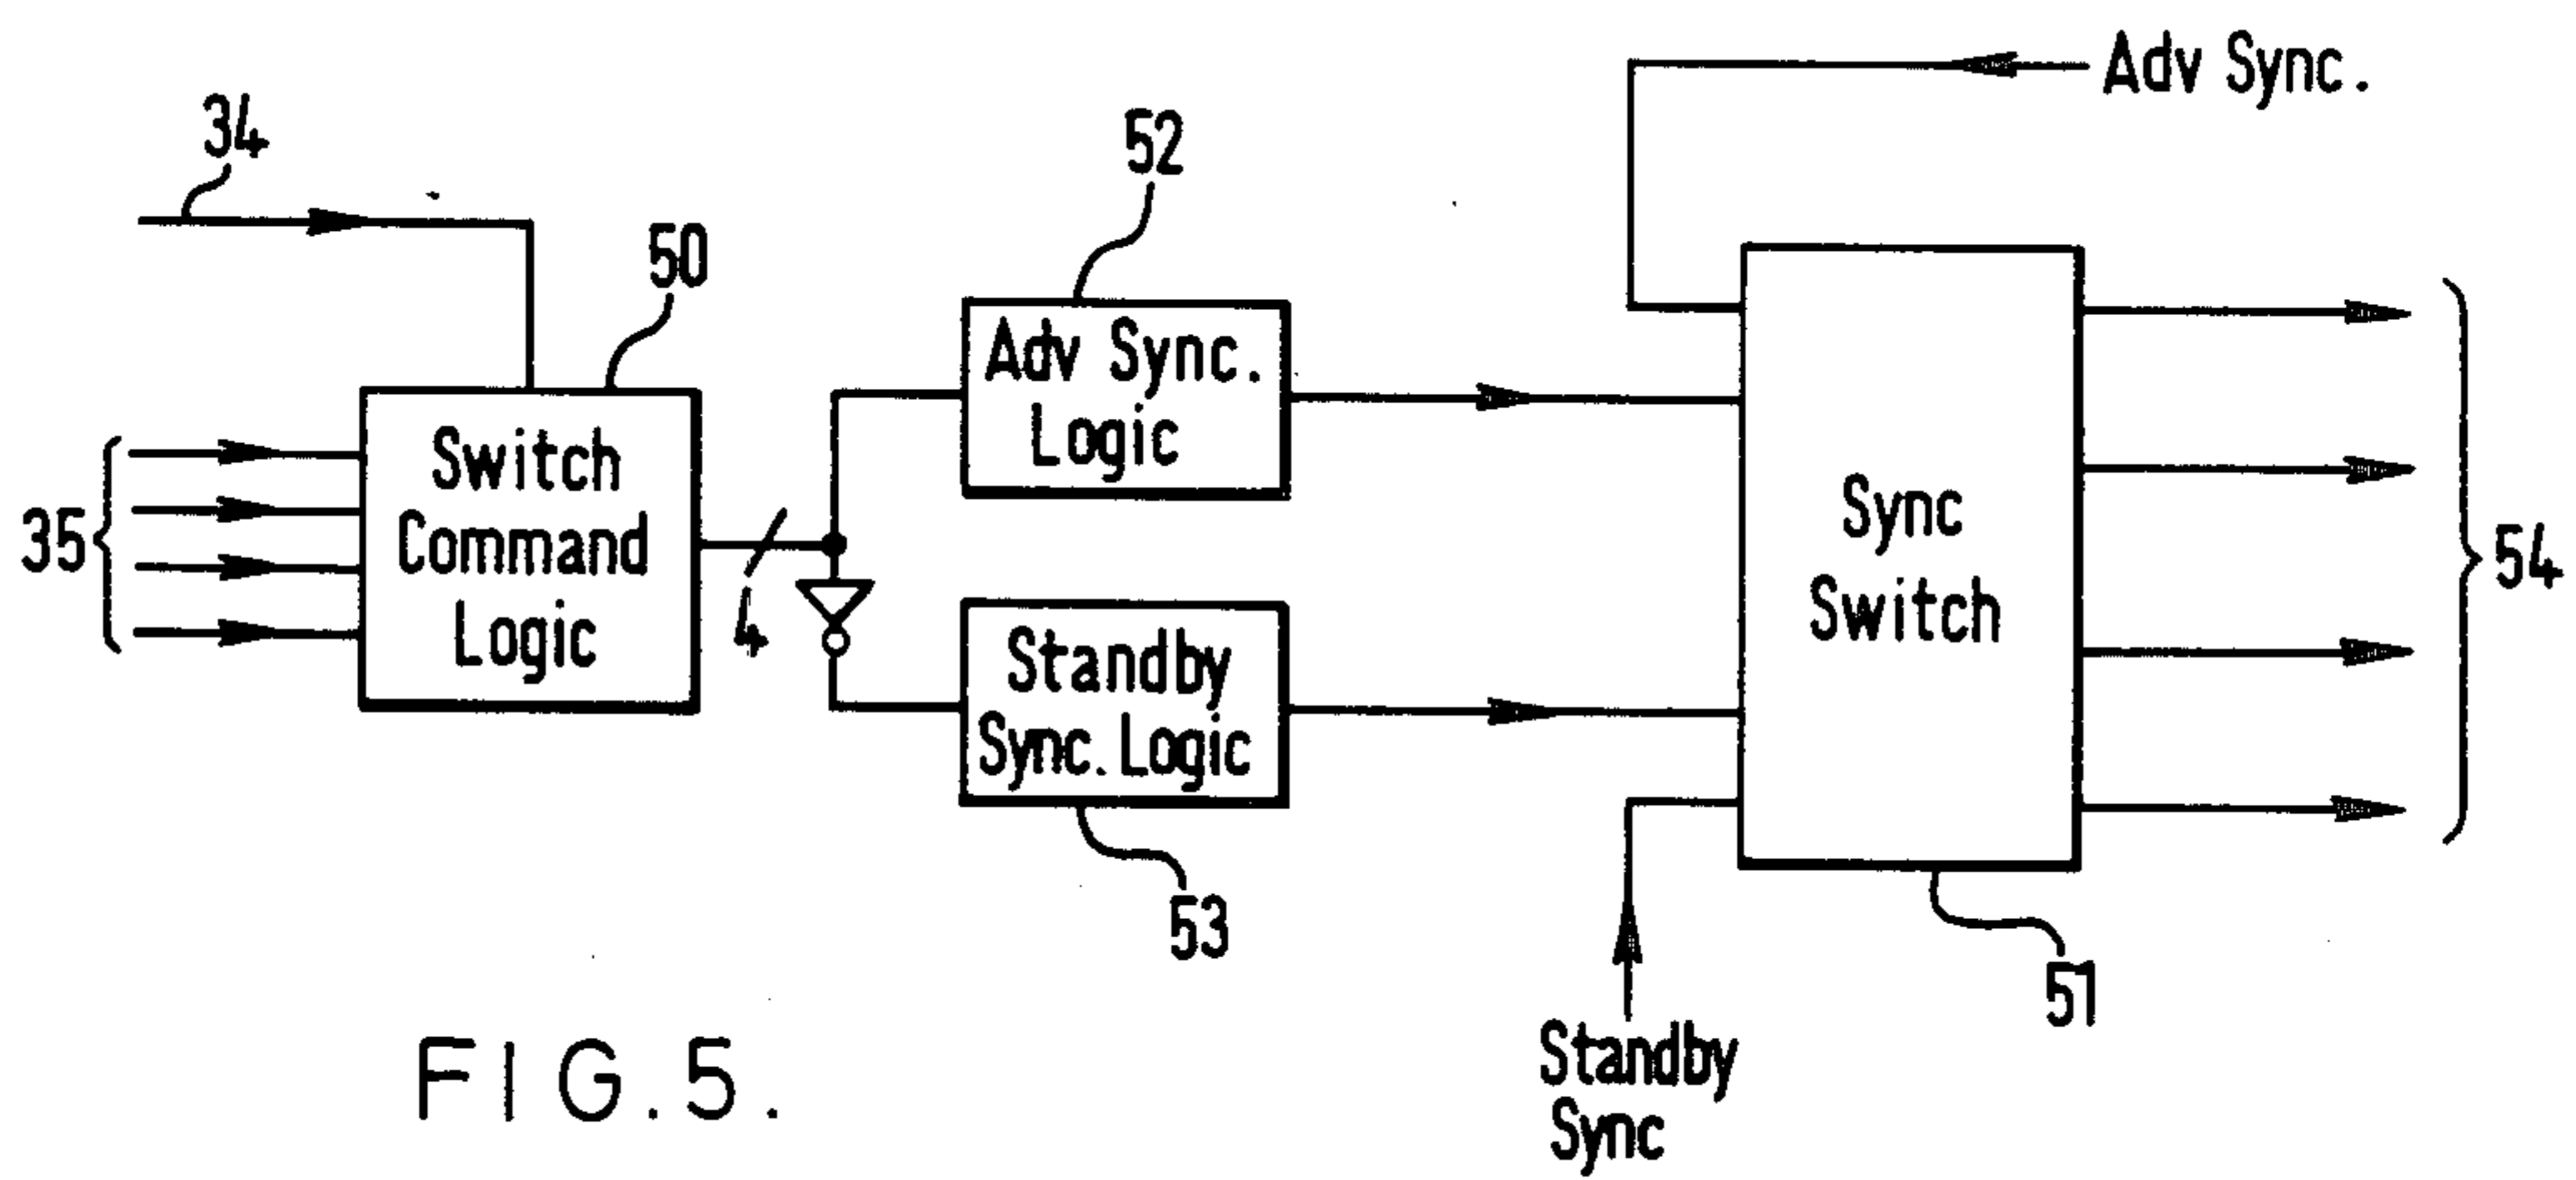 Adv Sync.
34
52
50
Adv Sync.
Logic
Switch
Command
Logic
35
4
Standby
Sync. Logic
Sync
Switch
54
53
51
Standby
Sync
FIG.5.